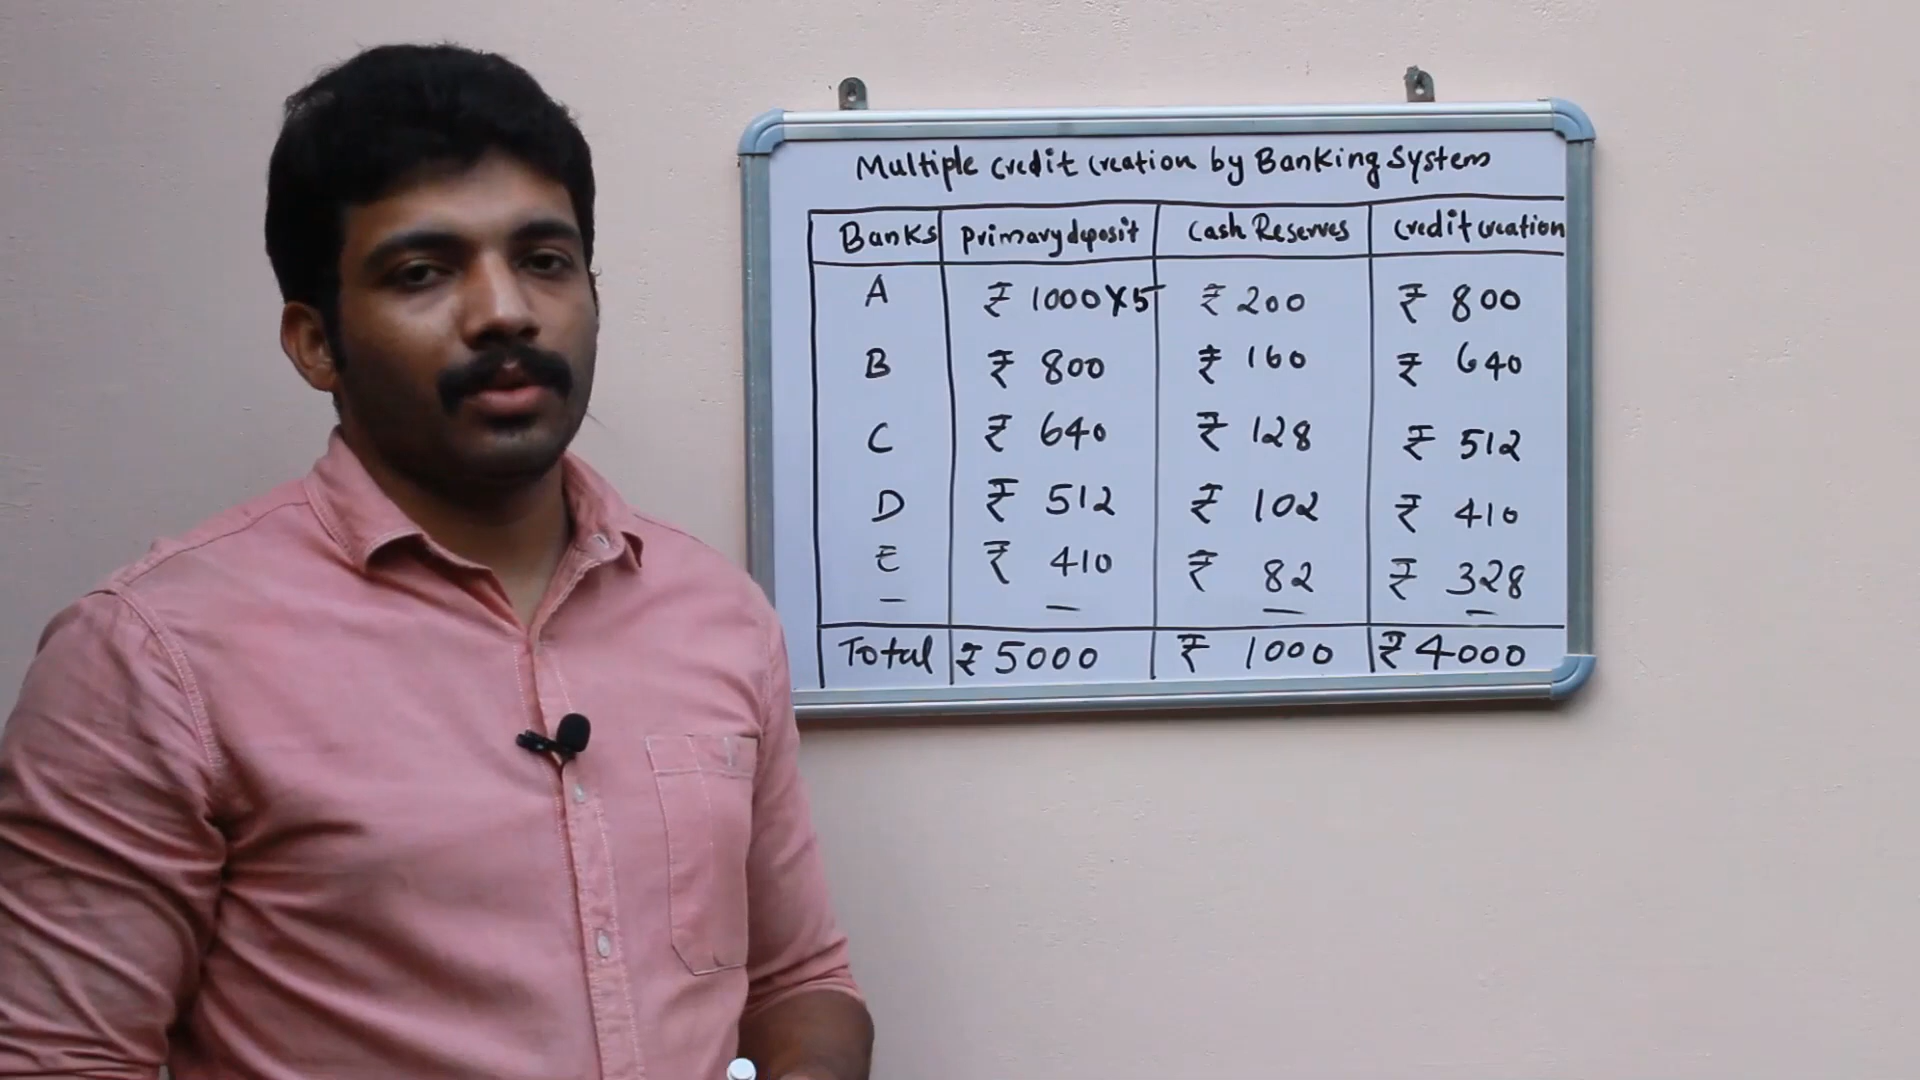 Multiple credit creation by Banking System
Banks Primary deposit Cash Reserves Credit creation
A ₹ 1000 X 5 ₹ 200 ₹ 800
B ₹ 800 ₹ 160 ₹ 640
C ₹ 640 ₹ 128 ₹ 512
D ₹ 512 ₹ 102 ₹ 410
E ₹ 410 ₹ 82 ₹ 328
Total ₹ 5000 ₹ 1000 ₹ 4000